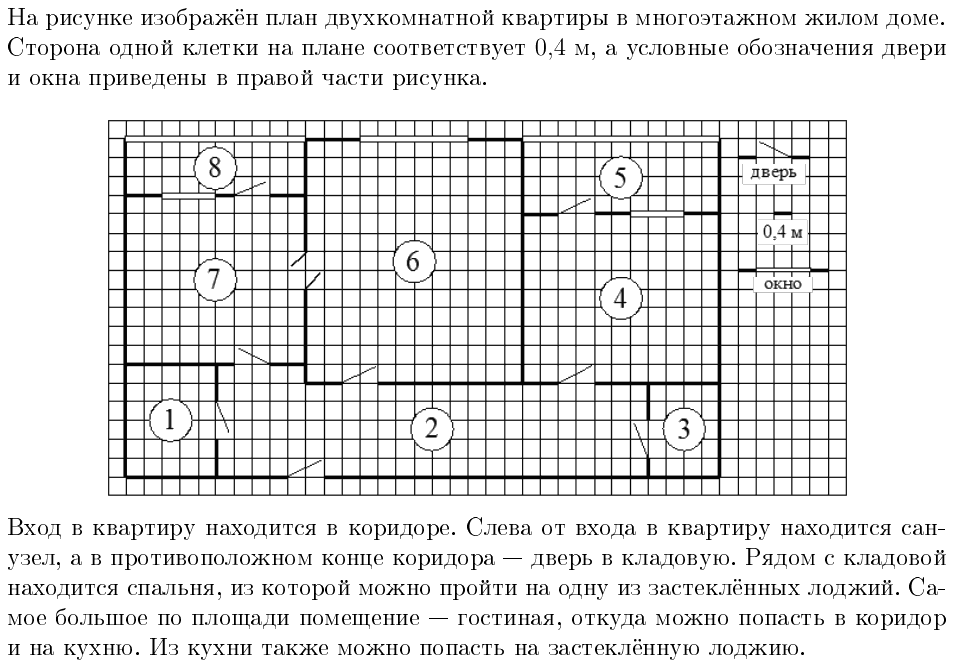 На рисунке изображён план двухкомнатной квартиры в многоэтажном жилом доме.
Сторона одной клетки на плане соответствует 0,4 м, а условные обозначения двери
и окна приведены в правой части рисунка.
8
5
дверь
0,4 м
6
7
4
окно
1
2
3
Вход в квартиру находится в коридоре. Слева от входа в квартиру находится сан-
узел, а в противоположном конце коридора — дверь в кладовую. Рядом с кладовой
находится спальня, из которой можно пройти на одну из застеклённых лоджий. Са-
мое большое по площади помещение — гостиная, откуда можно попасть в коридор
и на кухню. Из кухни также можно попасть на застеклённую лоджию.